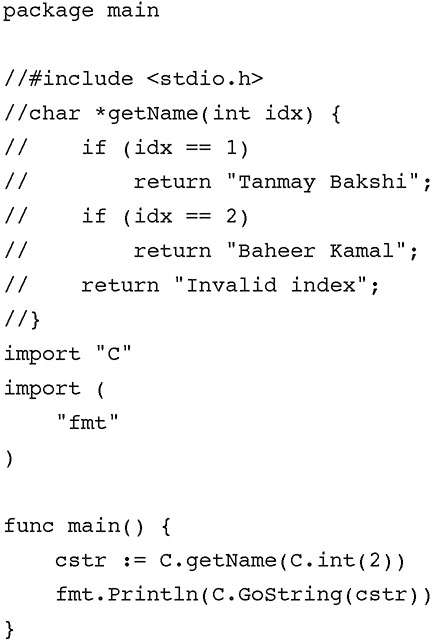 package main

//#include <stdio.h>
//char *getName(int idx) {
//    if (idx == 1)
//        return "Tanmay Bakshi";
//    if (idx == 2)
//        return "Baheer Kamal";
//    return "Invalid index";
//}
import "C"
import (
    "fmt"
)

func main() {
    cstr := C.getName(C.int(2))
    fmt.Println(C.GoString(cstr))
}